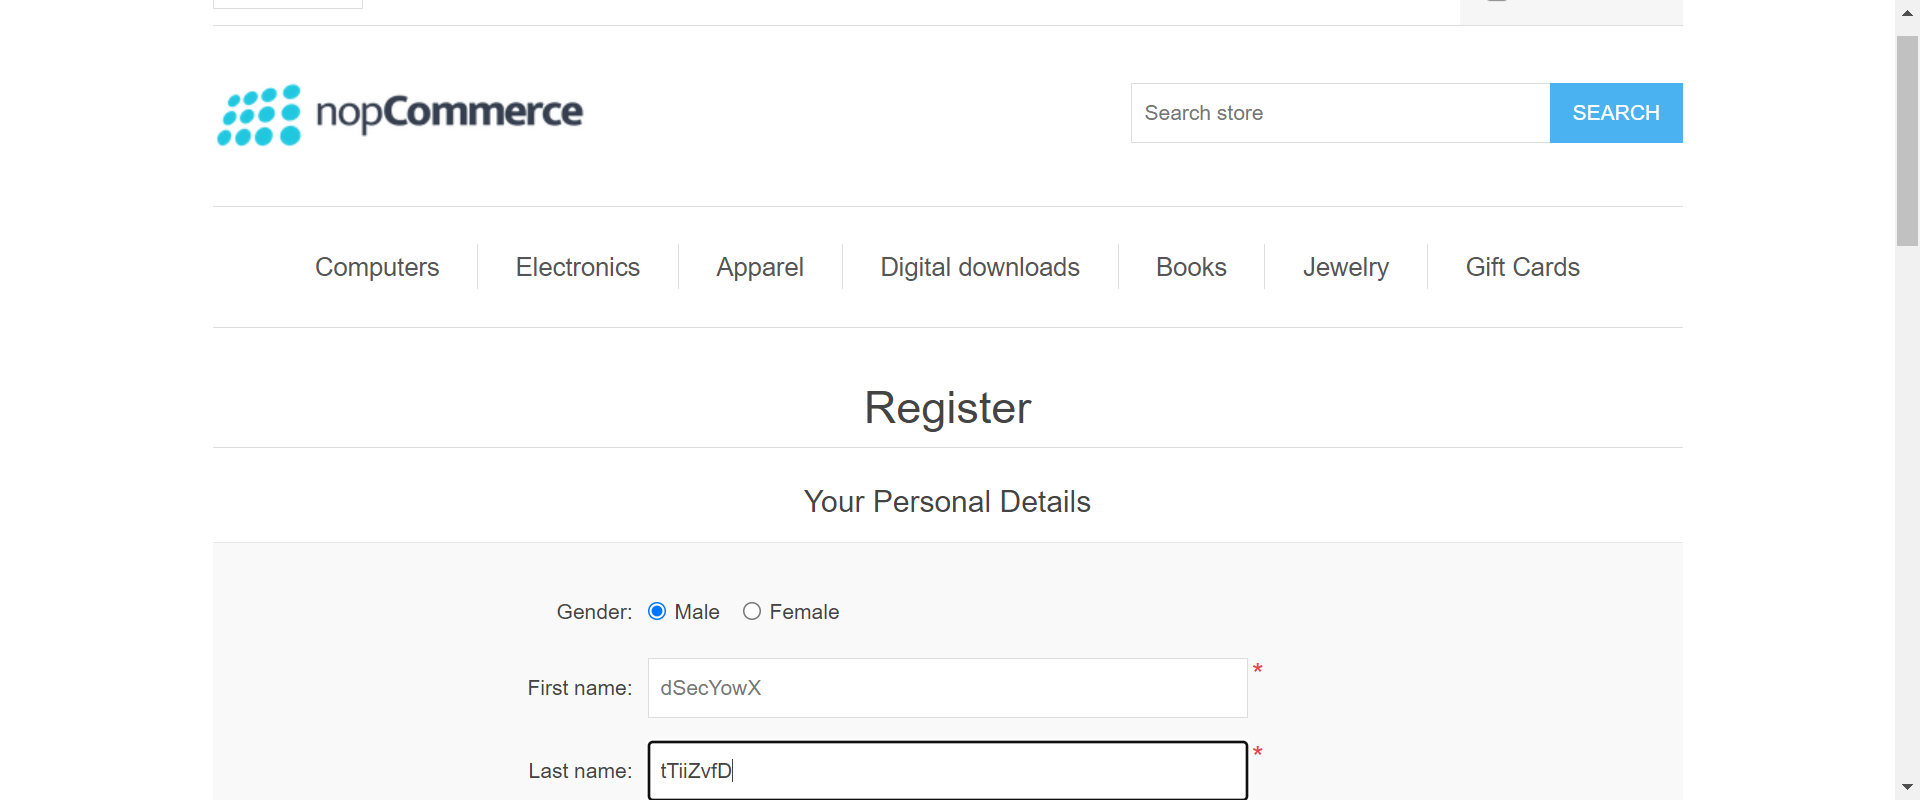 nopCommerce
Search store
SEARCH
Computers
Electronics
Apparel
Digital downloads
Books
Jewelry
Gift Cards
Register
Your Personal Details
Gender: Male Female
First name: dSecYowX *
Last name: tTiiZvfD *